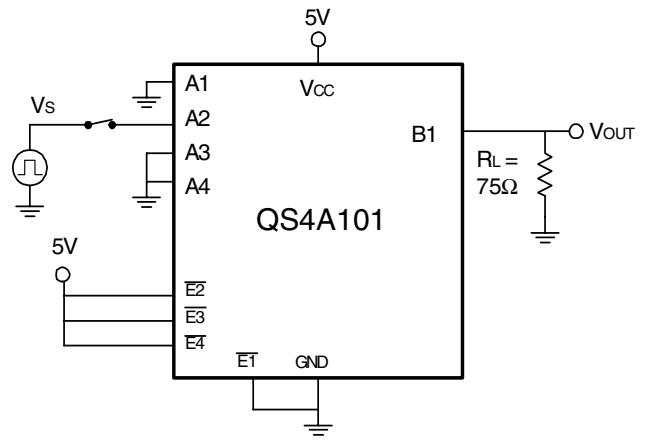 5V
VCC
A1
VS
A2
B1
VOUT
A3
RL =
75Ω
A4
QS4A101
5V
E2
E3
E4
E1
GND